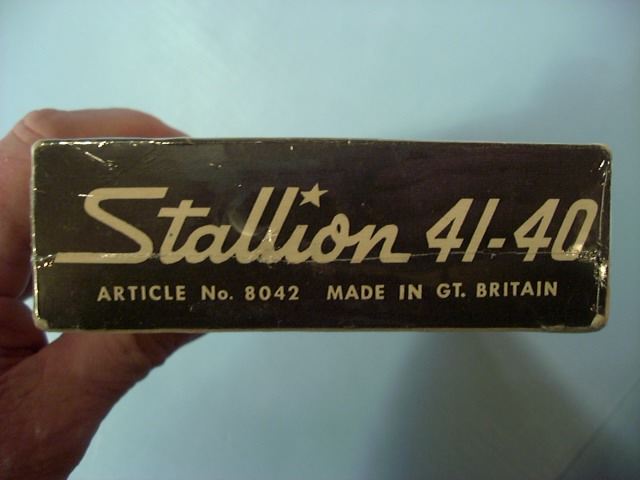 Stallion 41-40
ARTICLE No. 8042 MADE IN GT. BRITAIN